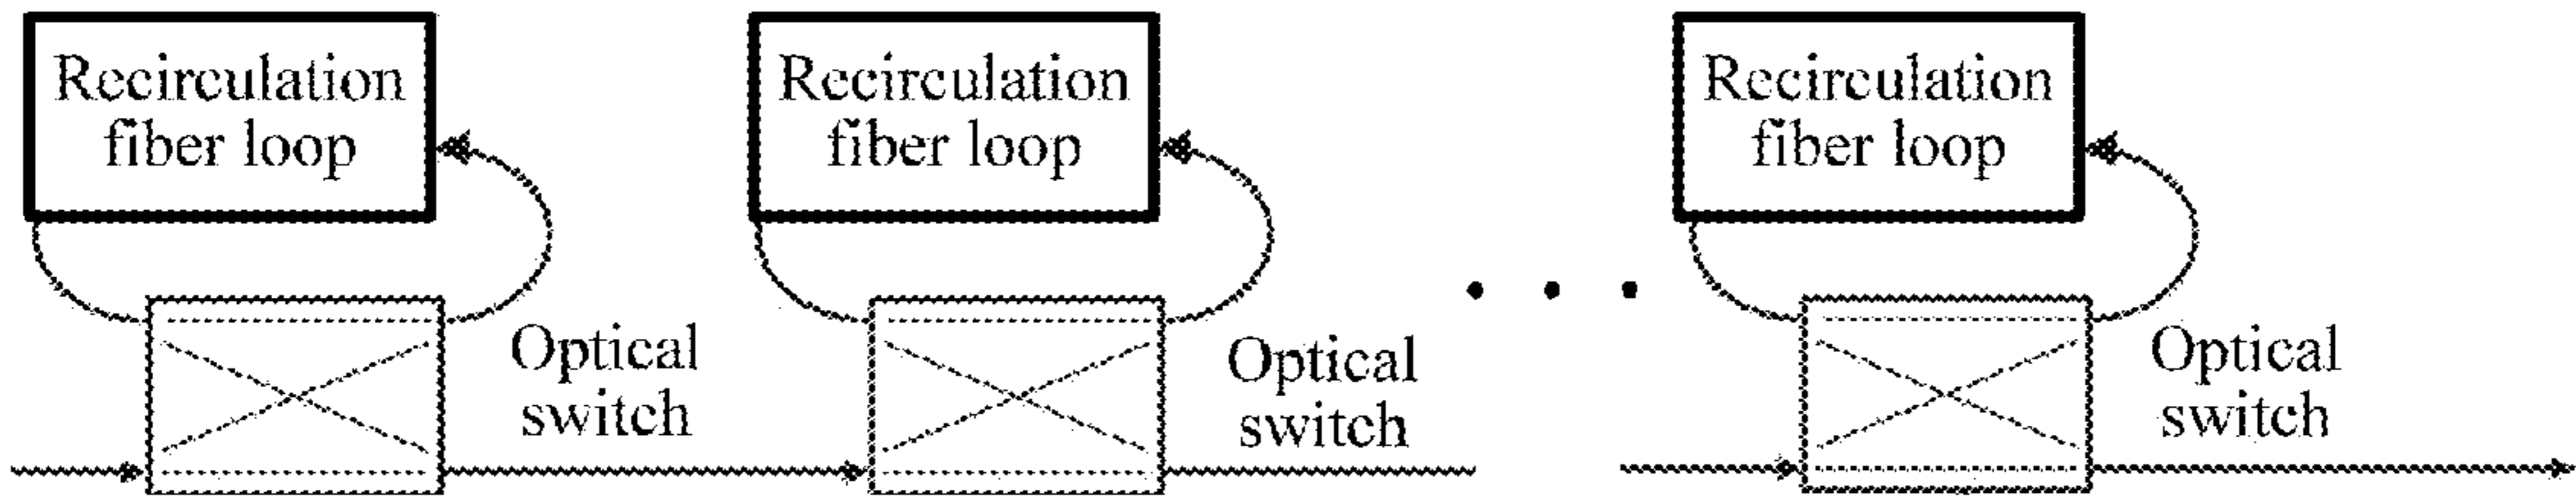 Recirculation
fiber loop
Recirculation
fiber loop
Recirculation
fiber loop
Optical
switch
Optical
switch
Optical
switch